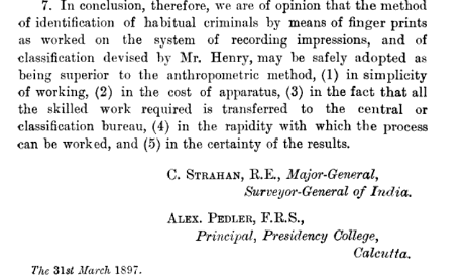 7. In conclusion, therefore, we are of opinion that the method
of identification of habitual criminals by means of finger prints
as worked on the system of recording impressions, and of
classification devised by Mr. Henry, may be safely adopted as
being superior to the anthropometric method, (1) in simplicity
of working, (2) in the cost of apparatus, (3) in the fact that all
the skilled work required is transferred to the central or
classification bureau, (4) in the rapidity with which the process
can be worked, and (5) in the certainty of the results.
C. STRAHAN, R.E., Major-General,
Surveyor-General of India.
ALEX. PEDLER, F.R.S.,
Principal, Presidency College,
Calcutta.
The 31st March 1897.